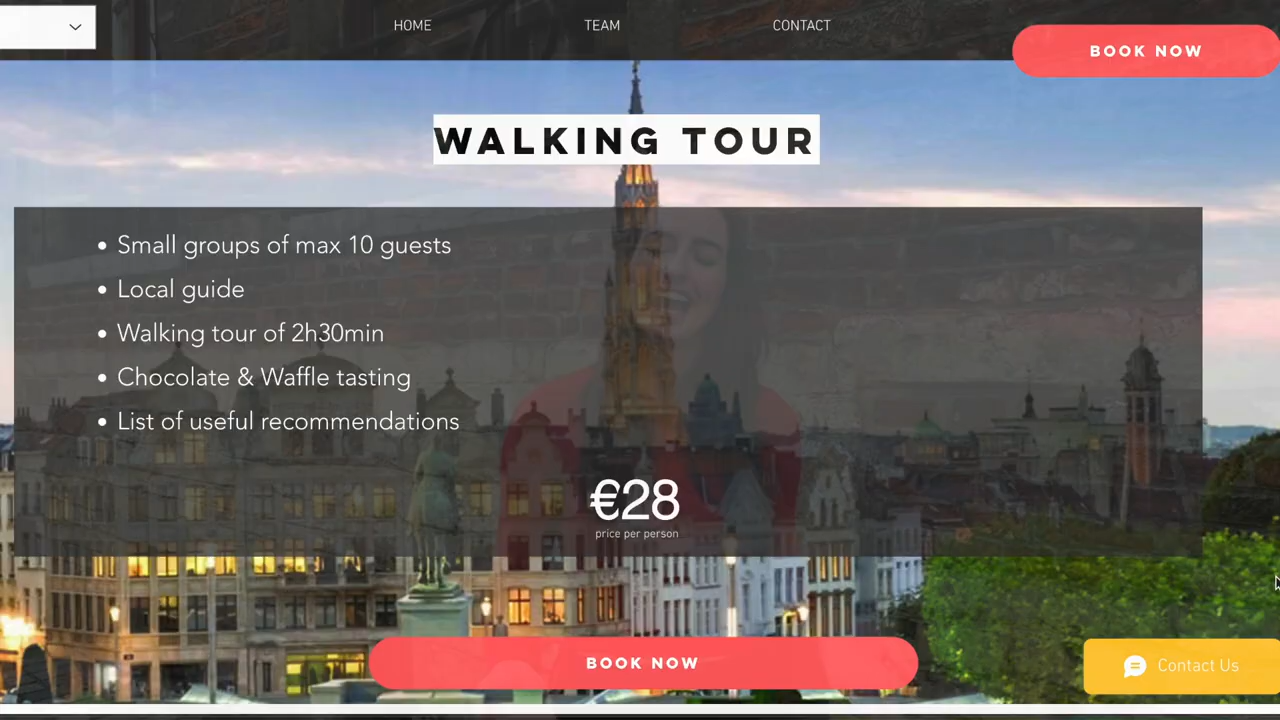 HOME
TEAM
CONTACT
BOOK NOW
WALKING TOUR
• Small groups of max 10 guests
• Local guide
• Walking tour of 2h30min
• Chocolate & Waffle tasting
• List of useful recommendations
€28
price per person
BOOK NOW
Contact Us